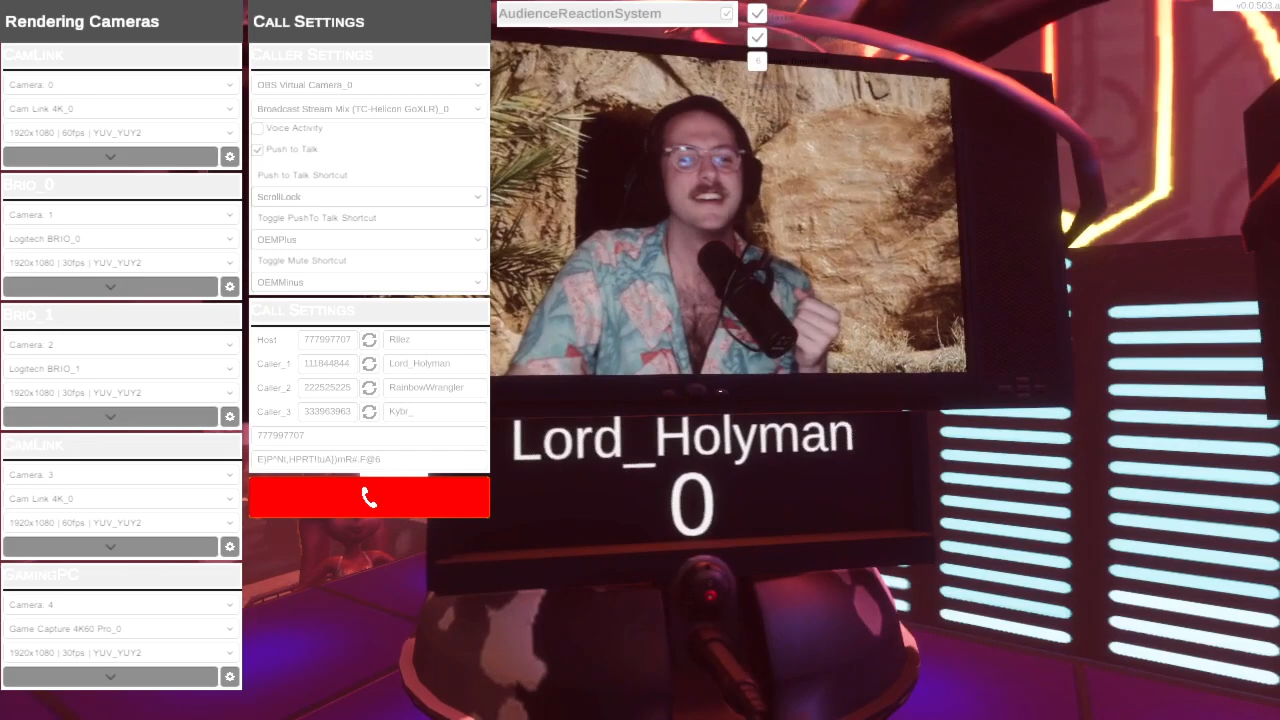 Rendering Cameras
CAMLINK
Camera: 0
Cam Link 4K_0
1920x1080 | 60fps | YUV_YUY2
BRIO_0
Camera: 1
Logitech BRIO_0
1920x1080 | 30fps | YUV_YUY2
BRIO_1
Camera: 2
Logitech BRIO_1
1920x1080 | 30fps | YUV_YUY2
CAMLINK
Camera: 3
Cam Link 4K_0
1920x1080 | 60fps | YUV_YUY2
GAMINGPC
Camera: 4
Game Capture 4K60 Pro_0
1920x1080 | 30fps | YUV_YUY2
CALL SETTINGS
CALLER SETTINGS
OBS Virtual Camera_0
Broadcast Stream Mix (TC-Helicon GoXLR)_0
Voice Activity
Push to Talk
Push to Talk Shortcut
ScrollLock
Toggle PushTo Talk Shortcut
OEMPlus
Toggle Mute Shortcut
OEMMinus
CALL SETTINGS
Host 777997707 Rilez
Caller_1 111844844 Lord_Holyman
Caller_2 222525225 RainbowWrangler
Caller_3 333963963 Kybr_
777997707
AudienceReactionSystem
6
v0.0.503.a
Lord_Holyman
0